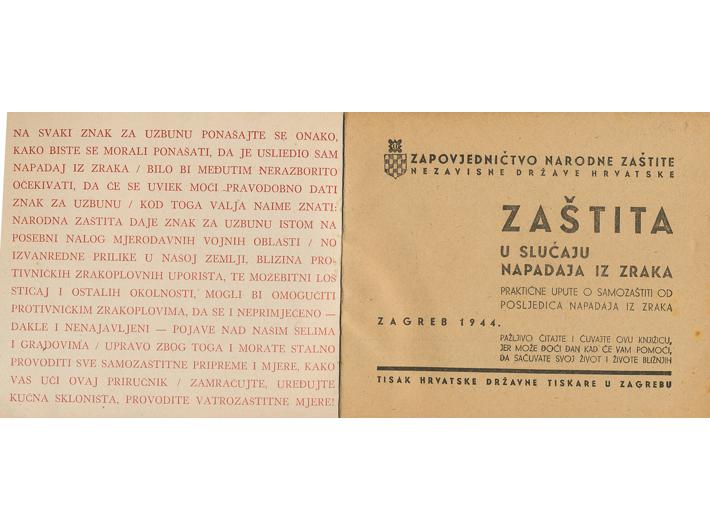 NA SVAKI ZNAK ZA UZBUNU PONAŠAJTE SE ONAKO,
KAKO BISTE SE MORALI PONAŠATI, DA JE USLIEDIO SAM
NAPADAJ IZ ZRAKA / BILO BI MEĐUTIM NERAZBORITO
OČEKIVATI, DA ĆE SE UVIEK MOĆI PRAVODOBNO DATI
ZNAK ZA UZBUNU / KOD TOGA VALJA NAIME ZNATI:
NARODNA ZAŠTITA DAJE ZNAK ZA UZBUNU ISTOM NA
POSEBNI NALOG MJERODAVNIH VOJNIH OBLASTI / NO
IZVANREDNE PRILIKE U NAŠOJ ZEMLJI, BLIZINA PRO-
TIVNIČKIH ZRAKOPLOVNIH UPORIŠTA, TE MOŽEBITNI LOŠ
STICAJ I OSTALIH OKOLNOSTI, MOGLI BI OMOGUĆITI
PROTIVNIČKIM ZRAKOPLOVIMA, DA SE I NEPRIMJEĆENO —
DAKLE I NENAJAVLJENI — POJAVE NAD NAŠIM SELIMA
I GRADOVIMA / UPRAVO ZBOG TOGA I MORATE STALNO
PROVODITI SVE SAMOZAŠTITNE PRIPREME I MJERE, KAKO
VAS UČI OVAJ PRIRUČNIK / ZAMRAČUJTE, UREĐUJTE
KUĆNA SKLONIŠTA, PROVODITE VATROZAŠTITNE MJERE!
ZAPOVJEDNIČTVO NARODNE ZAŠTITE
NEZAVISNE DRŽAVE HRVATSKE
ZAŠTITA
U SLUČAJU
NAPADAJA IZ ZRAKA
PRAKTIČNE UPUTE O SAMOZAŠTITI OD
POSLJEDICA NAPADAJA IZ ZRAKA
ZAGREB 1944.
PAŽLJIVO ČITAJTE I ČUVAJTE OVU KNJIŽICU,
JER MOŽE DOĆI DAN KAD ĆE VAM POMOĆI,
DA SAČUVATE SVOJ ŽIVOT I ŽIVOTE BLIŽNJIH
TISAK HRVATSKE DRŽAVNE TISKARE U ZAGREBU